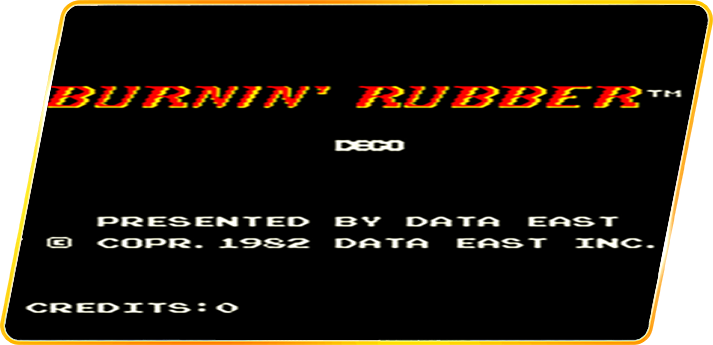 BURNIN' RUBBER™
DECO
PRESENTED BY DATA EAST
© COPR. 1982 DATA EAST INC.
CREDITS:0